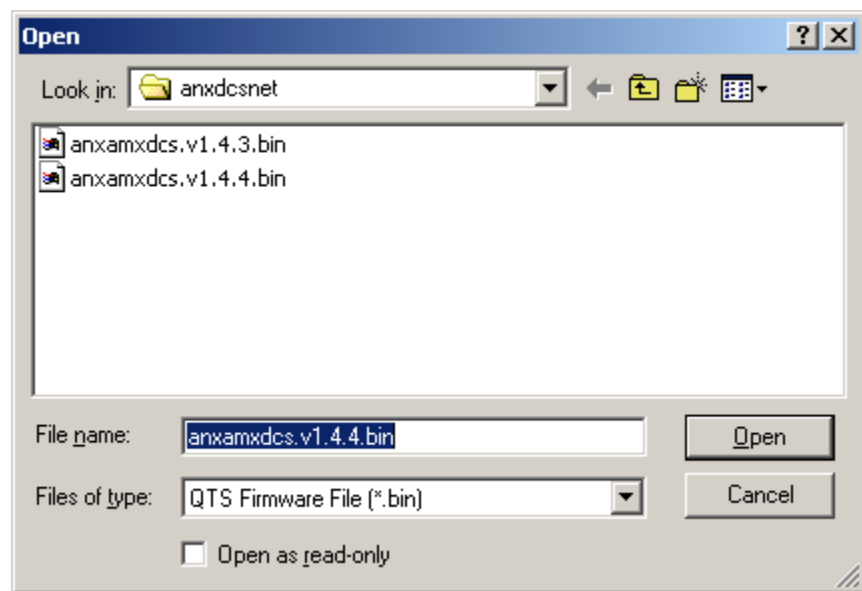 Open
Look in: anxdcsnet
anxamxdcs.v1.4.3.bin
anxamxdcs.v1.4.4.bin
File name: anxamxdcs.v1.4.4.bin Open
Files of type: QTS Firmware File (*.bin) Cancel
Open as read-only